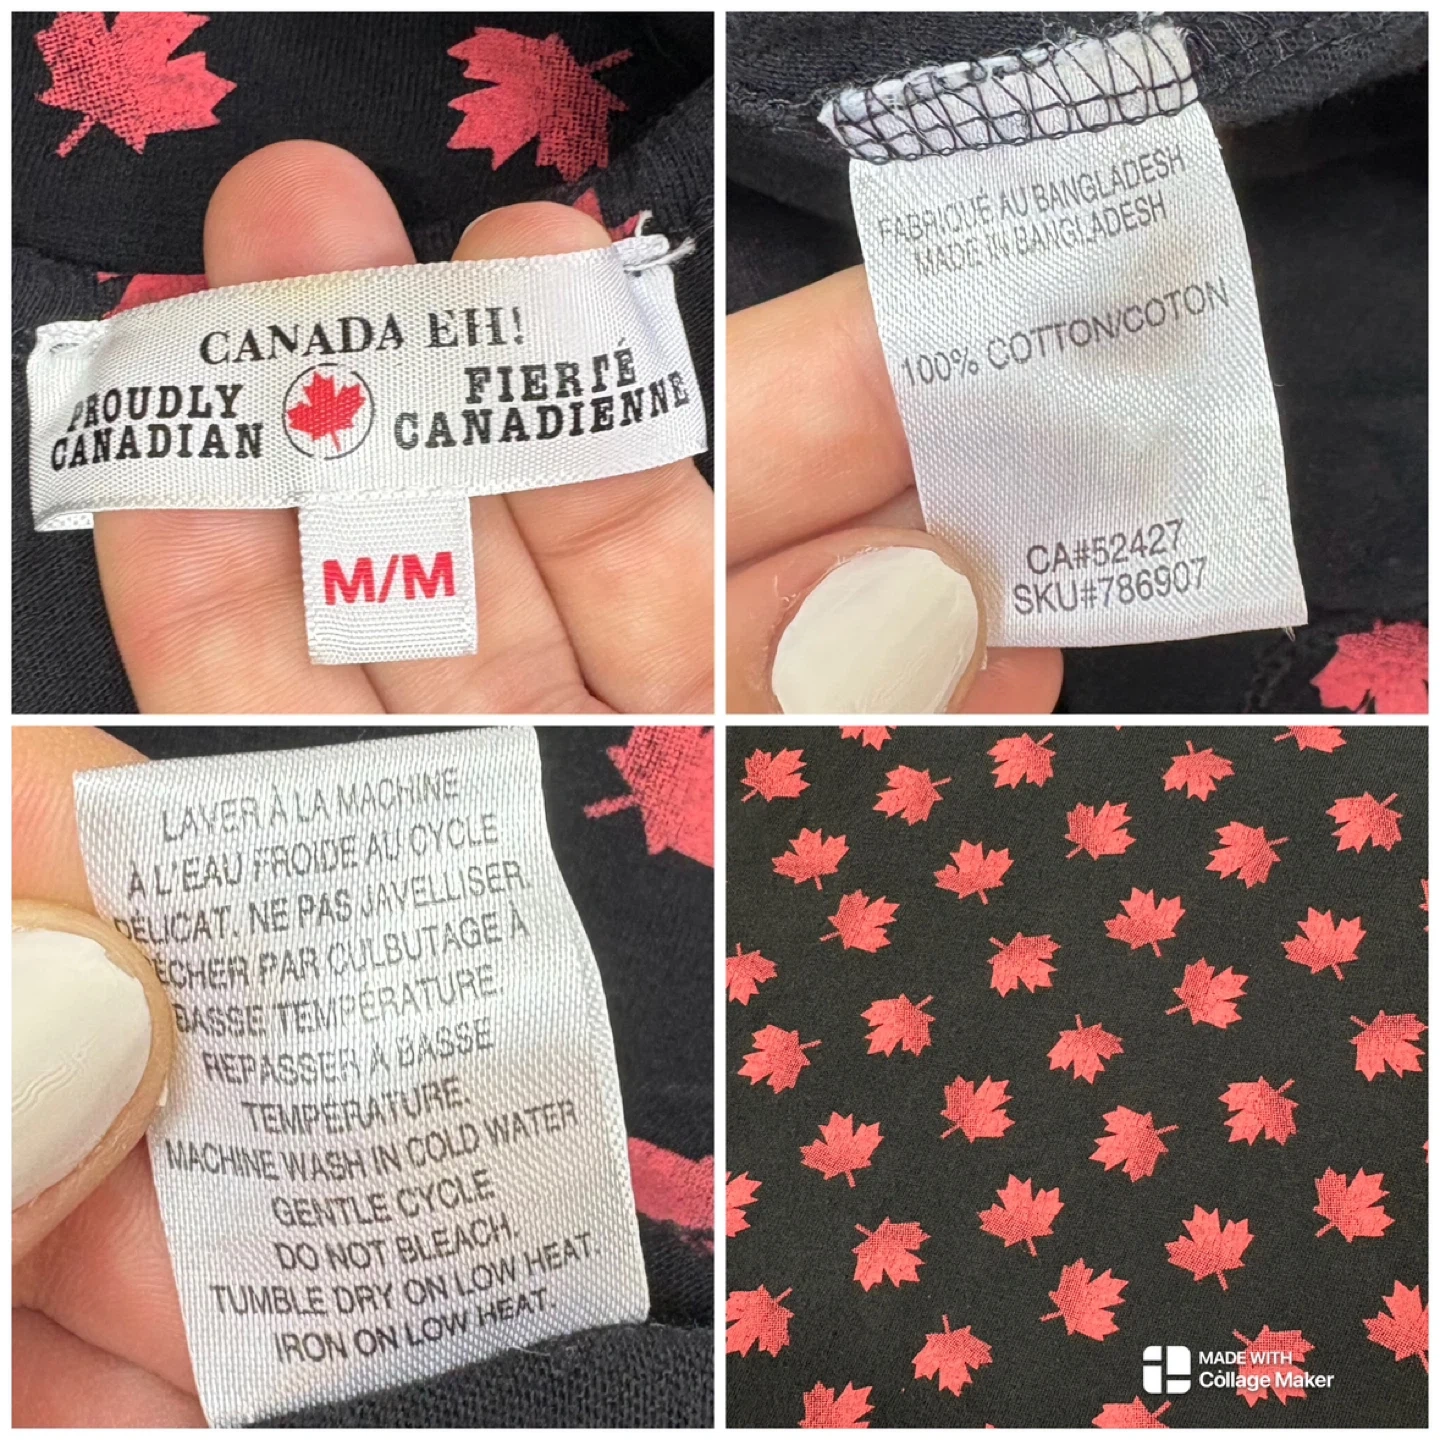 CANADA EH!
PROUDLY
CANADIAN
FIERTÉ
CANADIENNE
M/M
FABRIQUÉ AU BANGLADESH
MADE IN BANGLADESH
100% COTTON/COTON
CA#52427
SKU#786907
LAVER À LA MACHINE
À L'EAU FROIDE AU CYCLE
DÉLICAT. NE PAS JAVELLISER.
SÉCHER PAR CULBUTAGE À
BASSE TEMPÉRATURE
REPASSER À BASSE
TEMPÉRATURE.
MACHINE WASH IN COLD WATER
GENTLE CYCLE
DO NOT BLEACH.
TUMBLE DRY ON LOW HEAT.
IRON ON LOW HEAT.
MADE WITH
Collage Maker